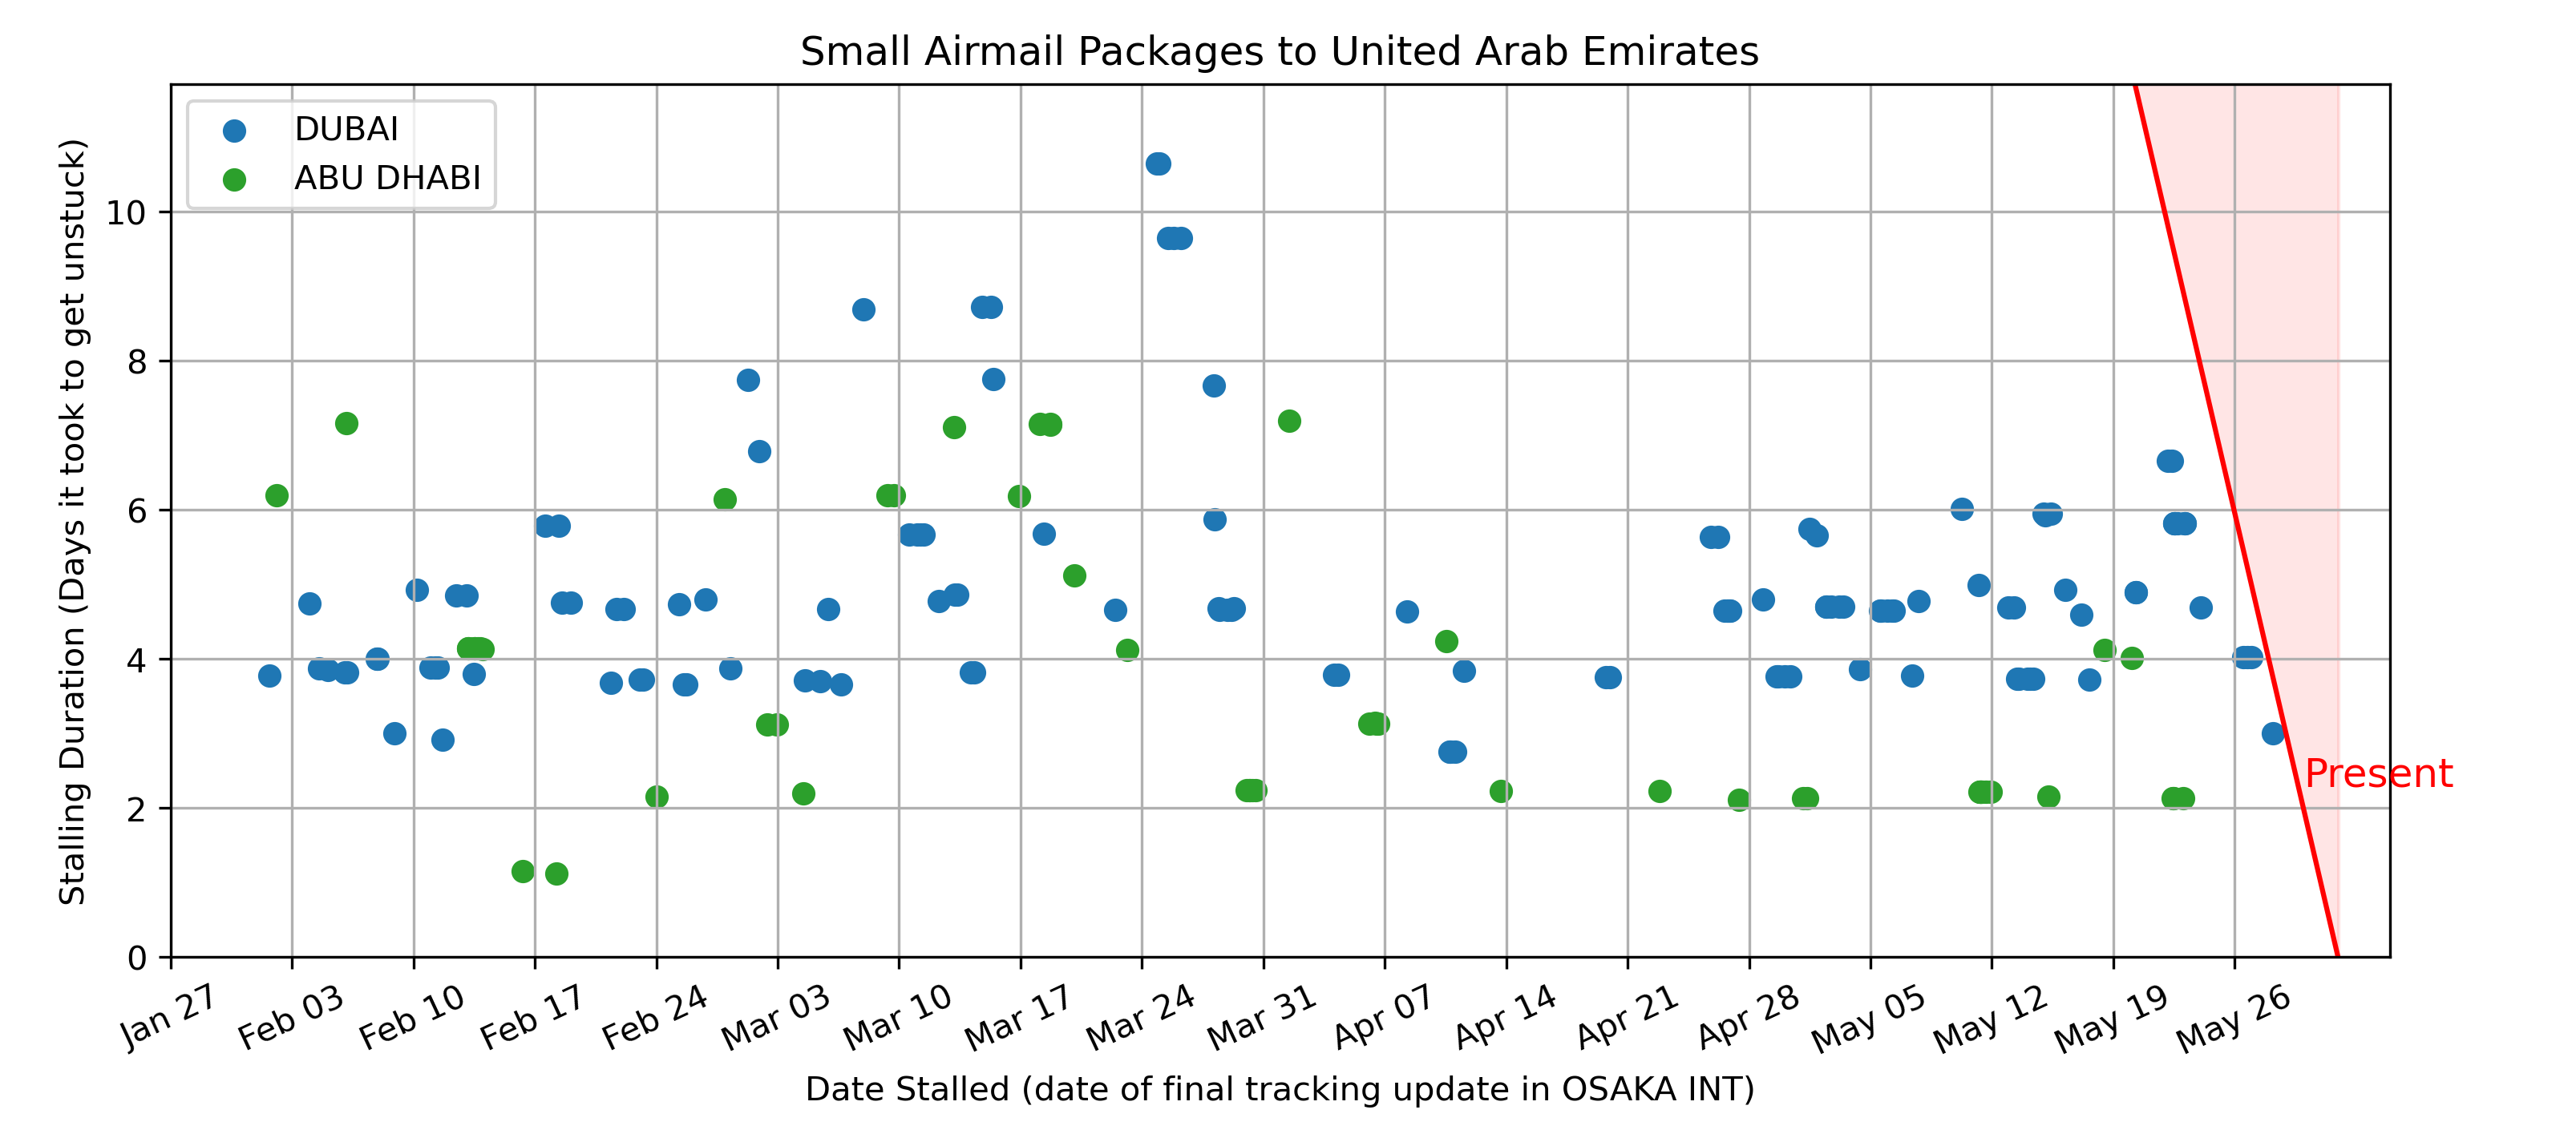 Small Airmail Packages to United Arab Emirates
DUBAI
ABU DHABI
Stalling Duration (Days it took to get unstuck)
10
8
6
4
2
0
Present
Jan 27
Feb 03
Feb 10
Feb 17
Feb 24
Mar 03
Mar 10
Mar 17
Mar 24
Mar 31
Apr 07
Apr 14
Apr 21
Apr 28
May 05
May 12
May 19
May 26
Date Stalled (date of final tracking update in OSAKA INT)